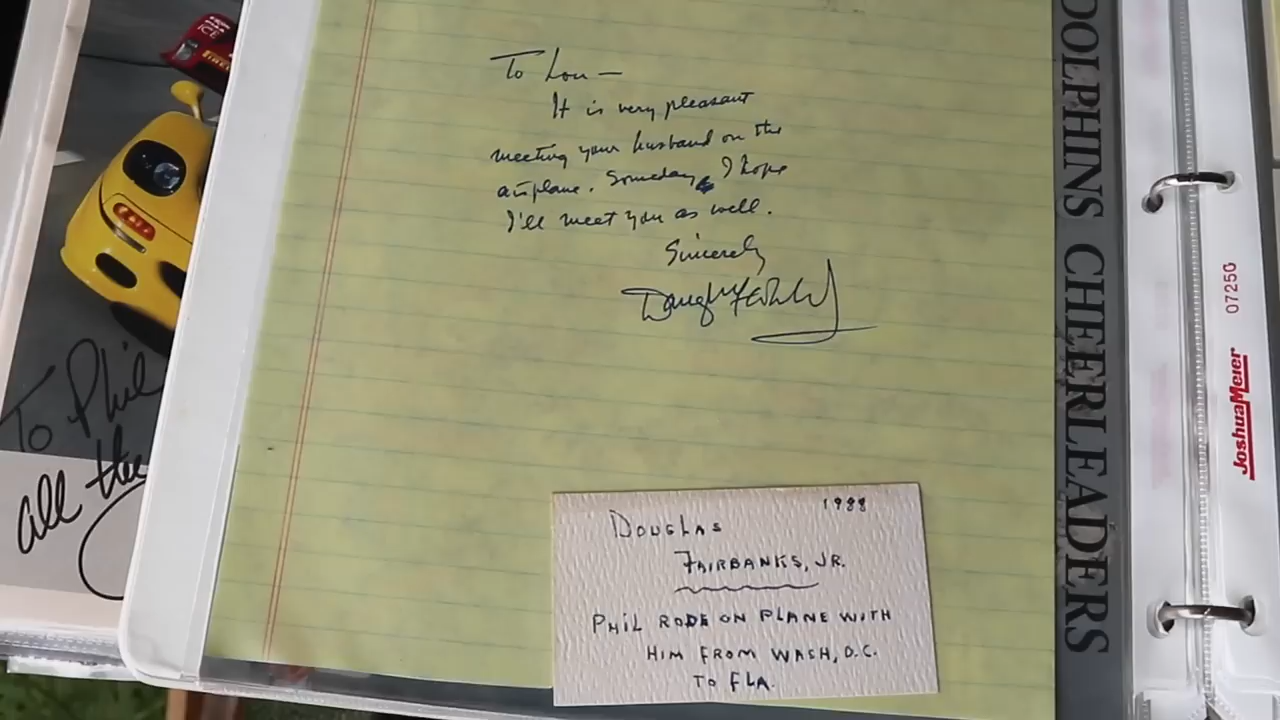 To Lou —
It is very pleasant
meeting your husband on the
airplane. Someday I hope
I'll meet you as well.
Sincerely
1988
DOUGLAS
FAIRBANKS, JR.
PHIL RODE ON PLANE WITH
HIM FROM WASH, D.C.
TO FLA.
To Phil
all the
DOLPHINS CHEERLEADERS
JoshuaMeier
0725G
ICE